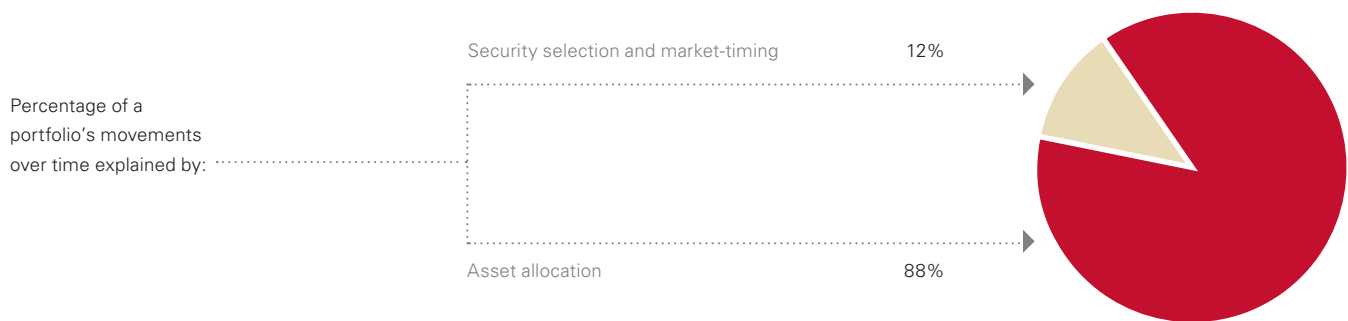 Percentage of a
portfolio’s movements
over time explained by:
Security selection and market-timing 12%
Asset allocation 88%